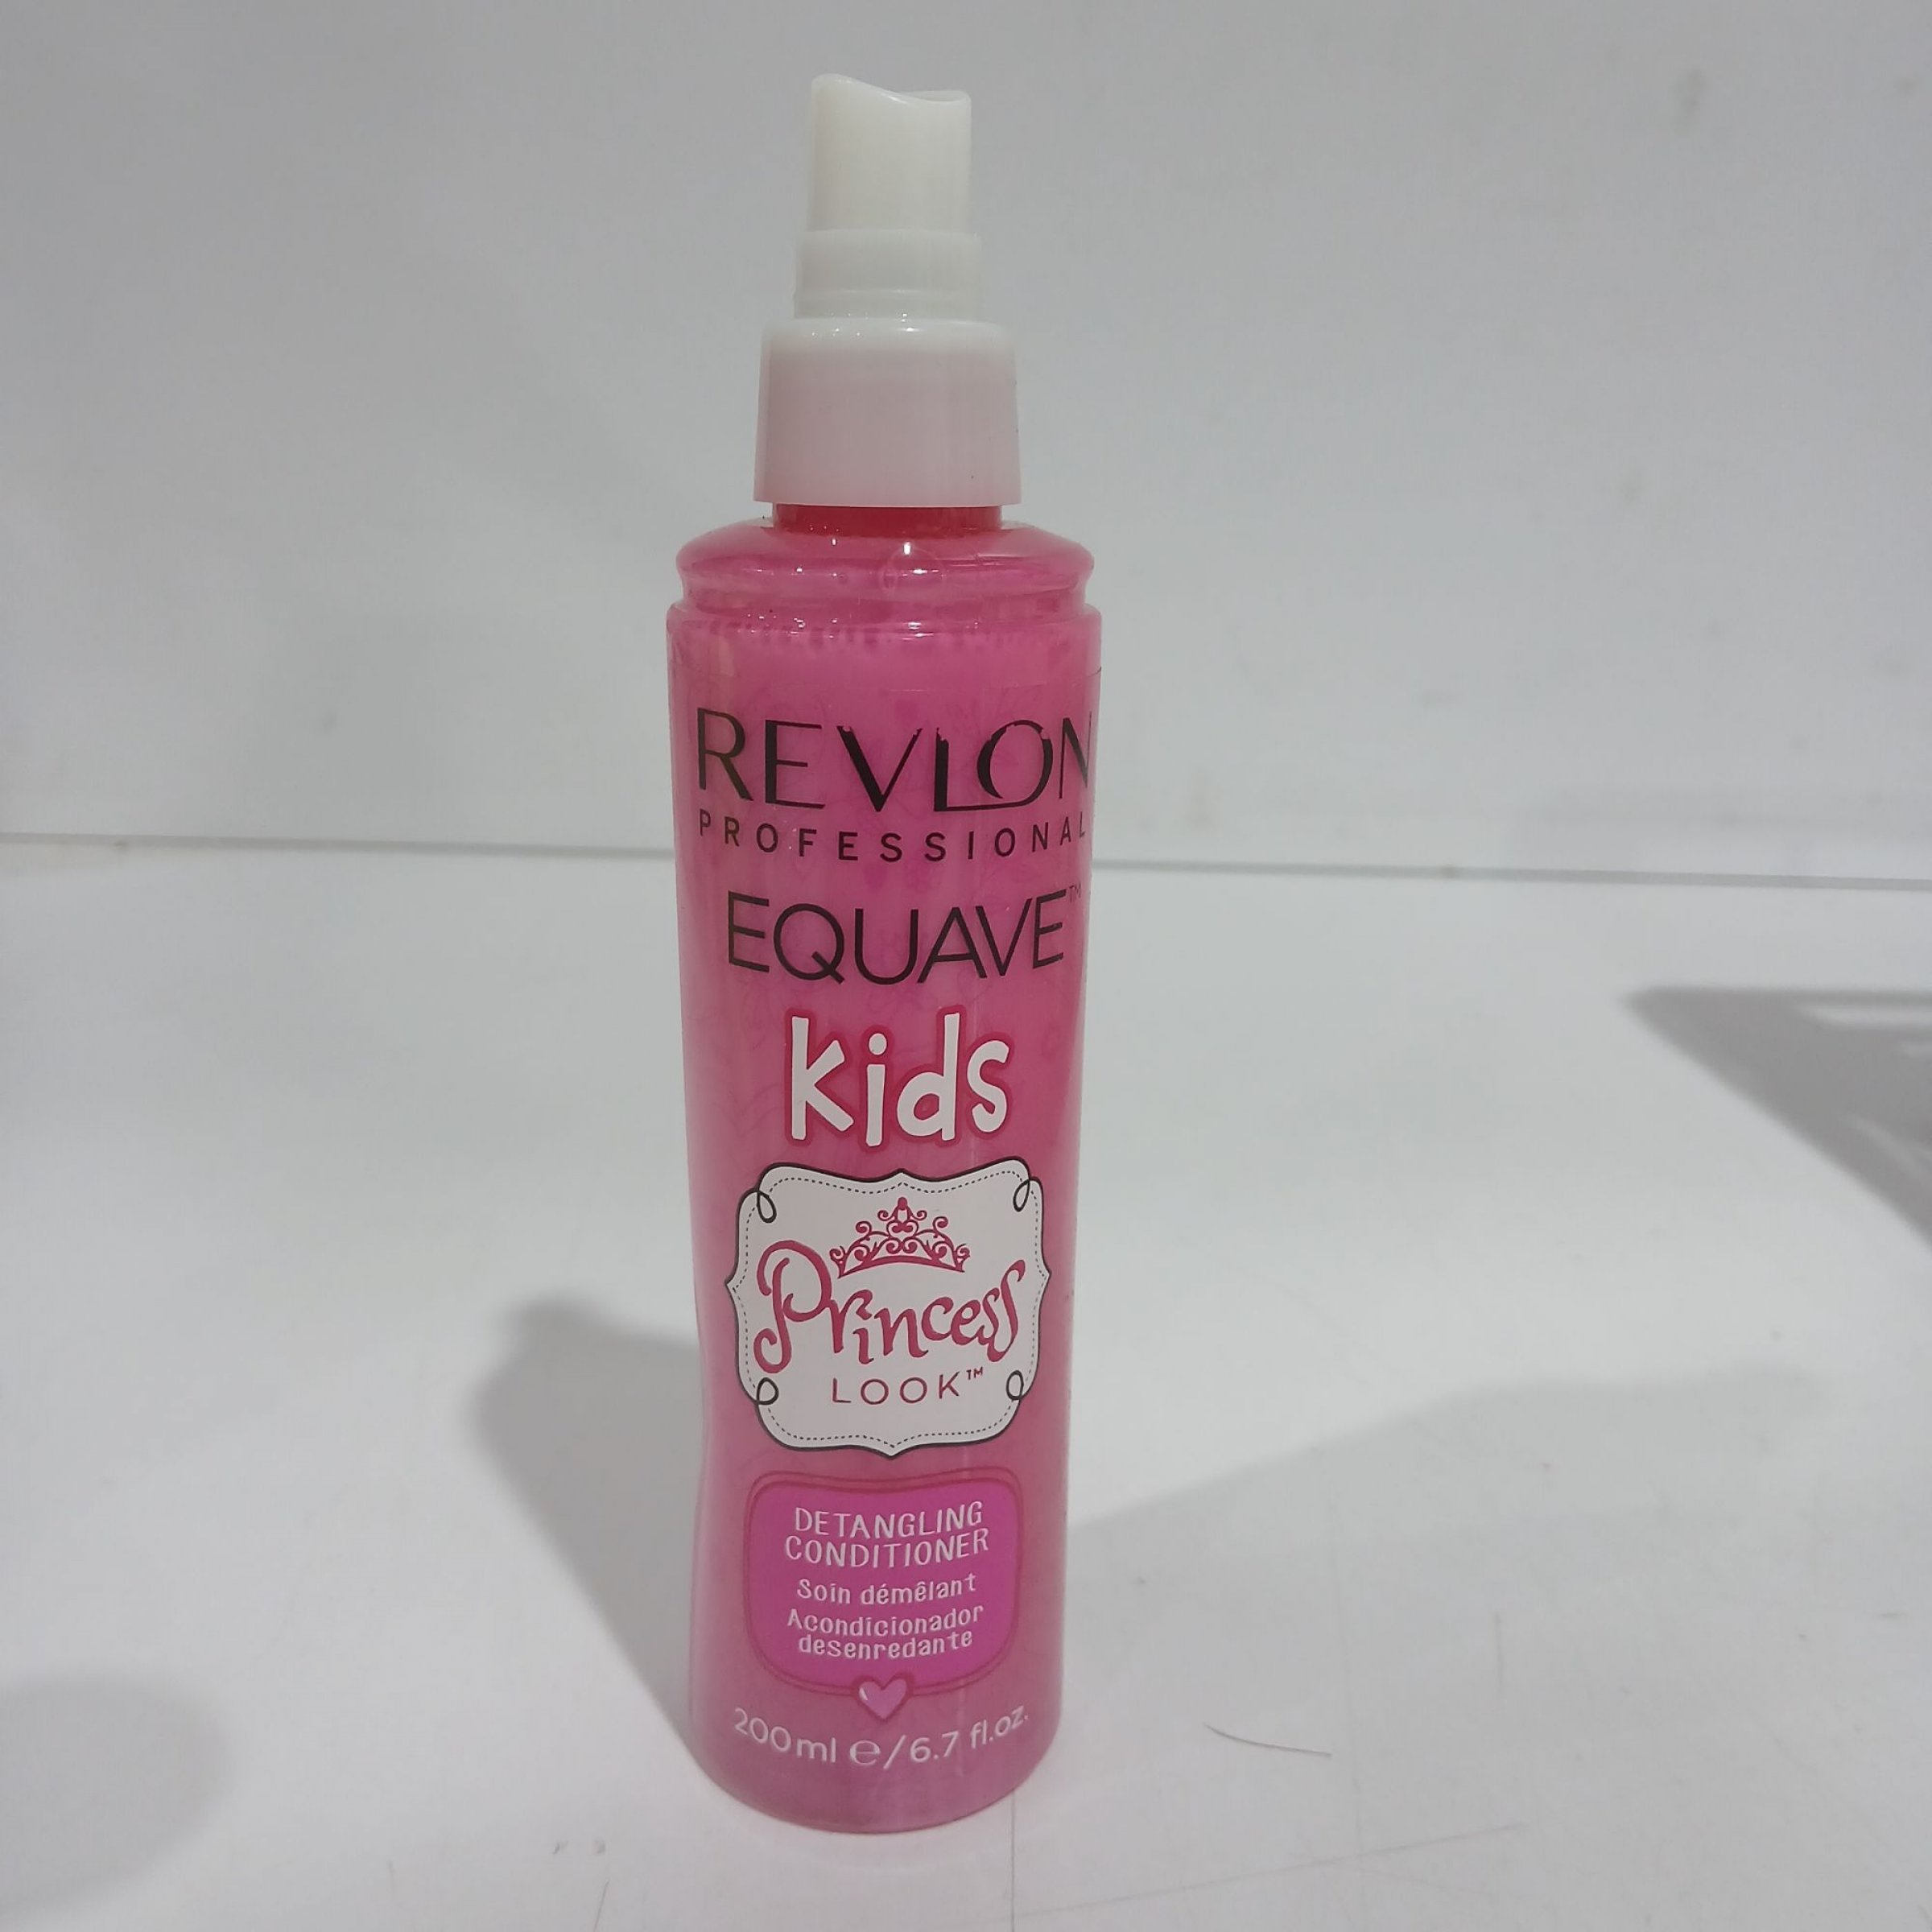 REVLON
PROFESSIONAL
EQUAVE™
kids
Princess
LOOK™
DETANGLING
CONDITIONER
Soin démêlant
Acondicionador
desenredante
200ml ℮/6.7 fl.oz.